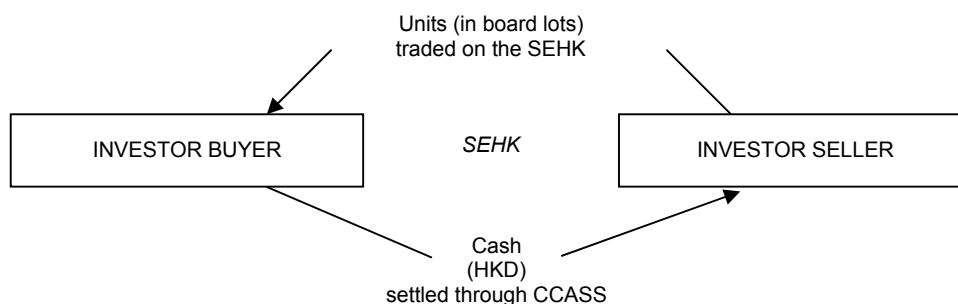 Units (in board lots)
traded on the SEHK
INVESTOR BUYER
SEHK
INVESTOR SELLER
Cash
(HKD)
settled through CCASS